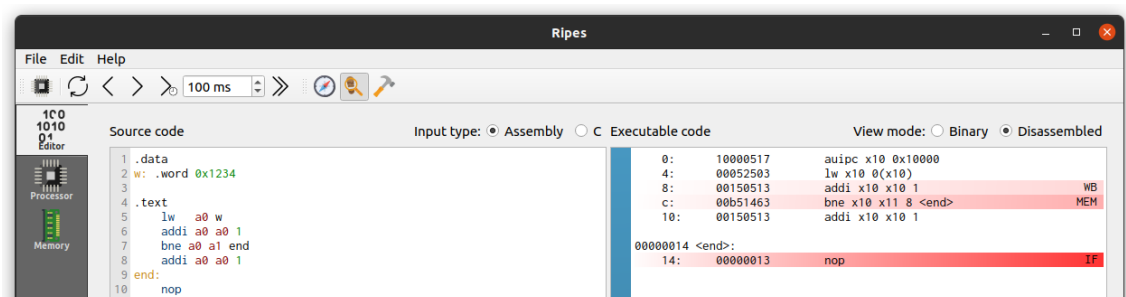 Ripes
File Edit Help
100 ms
Editor
Processor
Memory
Source code Input type: Assembly C
1 .data
2 w: .word 0x1234
3
4 .text
5 lw a0 w
6 addi a0 a0 1
7 bne a0 a1 end
8 addi a0 a0 1
9 end:
10 nop
Executable code View mode: Binary Disassembled
0: 10000517 auipc x10 0x10000
4: 00052503 lw x10 0(x10)
8: 00150513 addi x10 x10 1 WB
c: 00b51463 bne x10 x11 8 <end> MEM
10: 00150513 addi x10 x10 1
00000014 <end>:
14: 00000013 nop IF